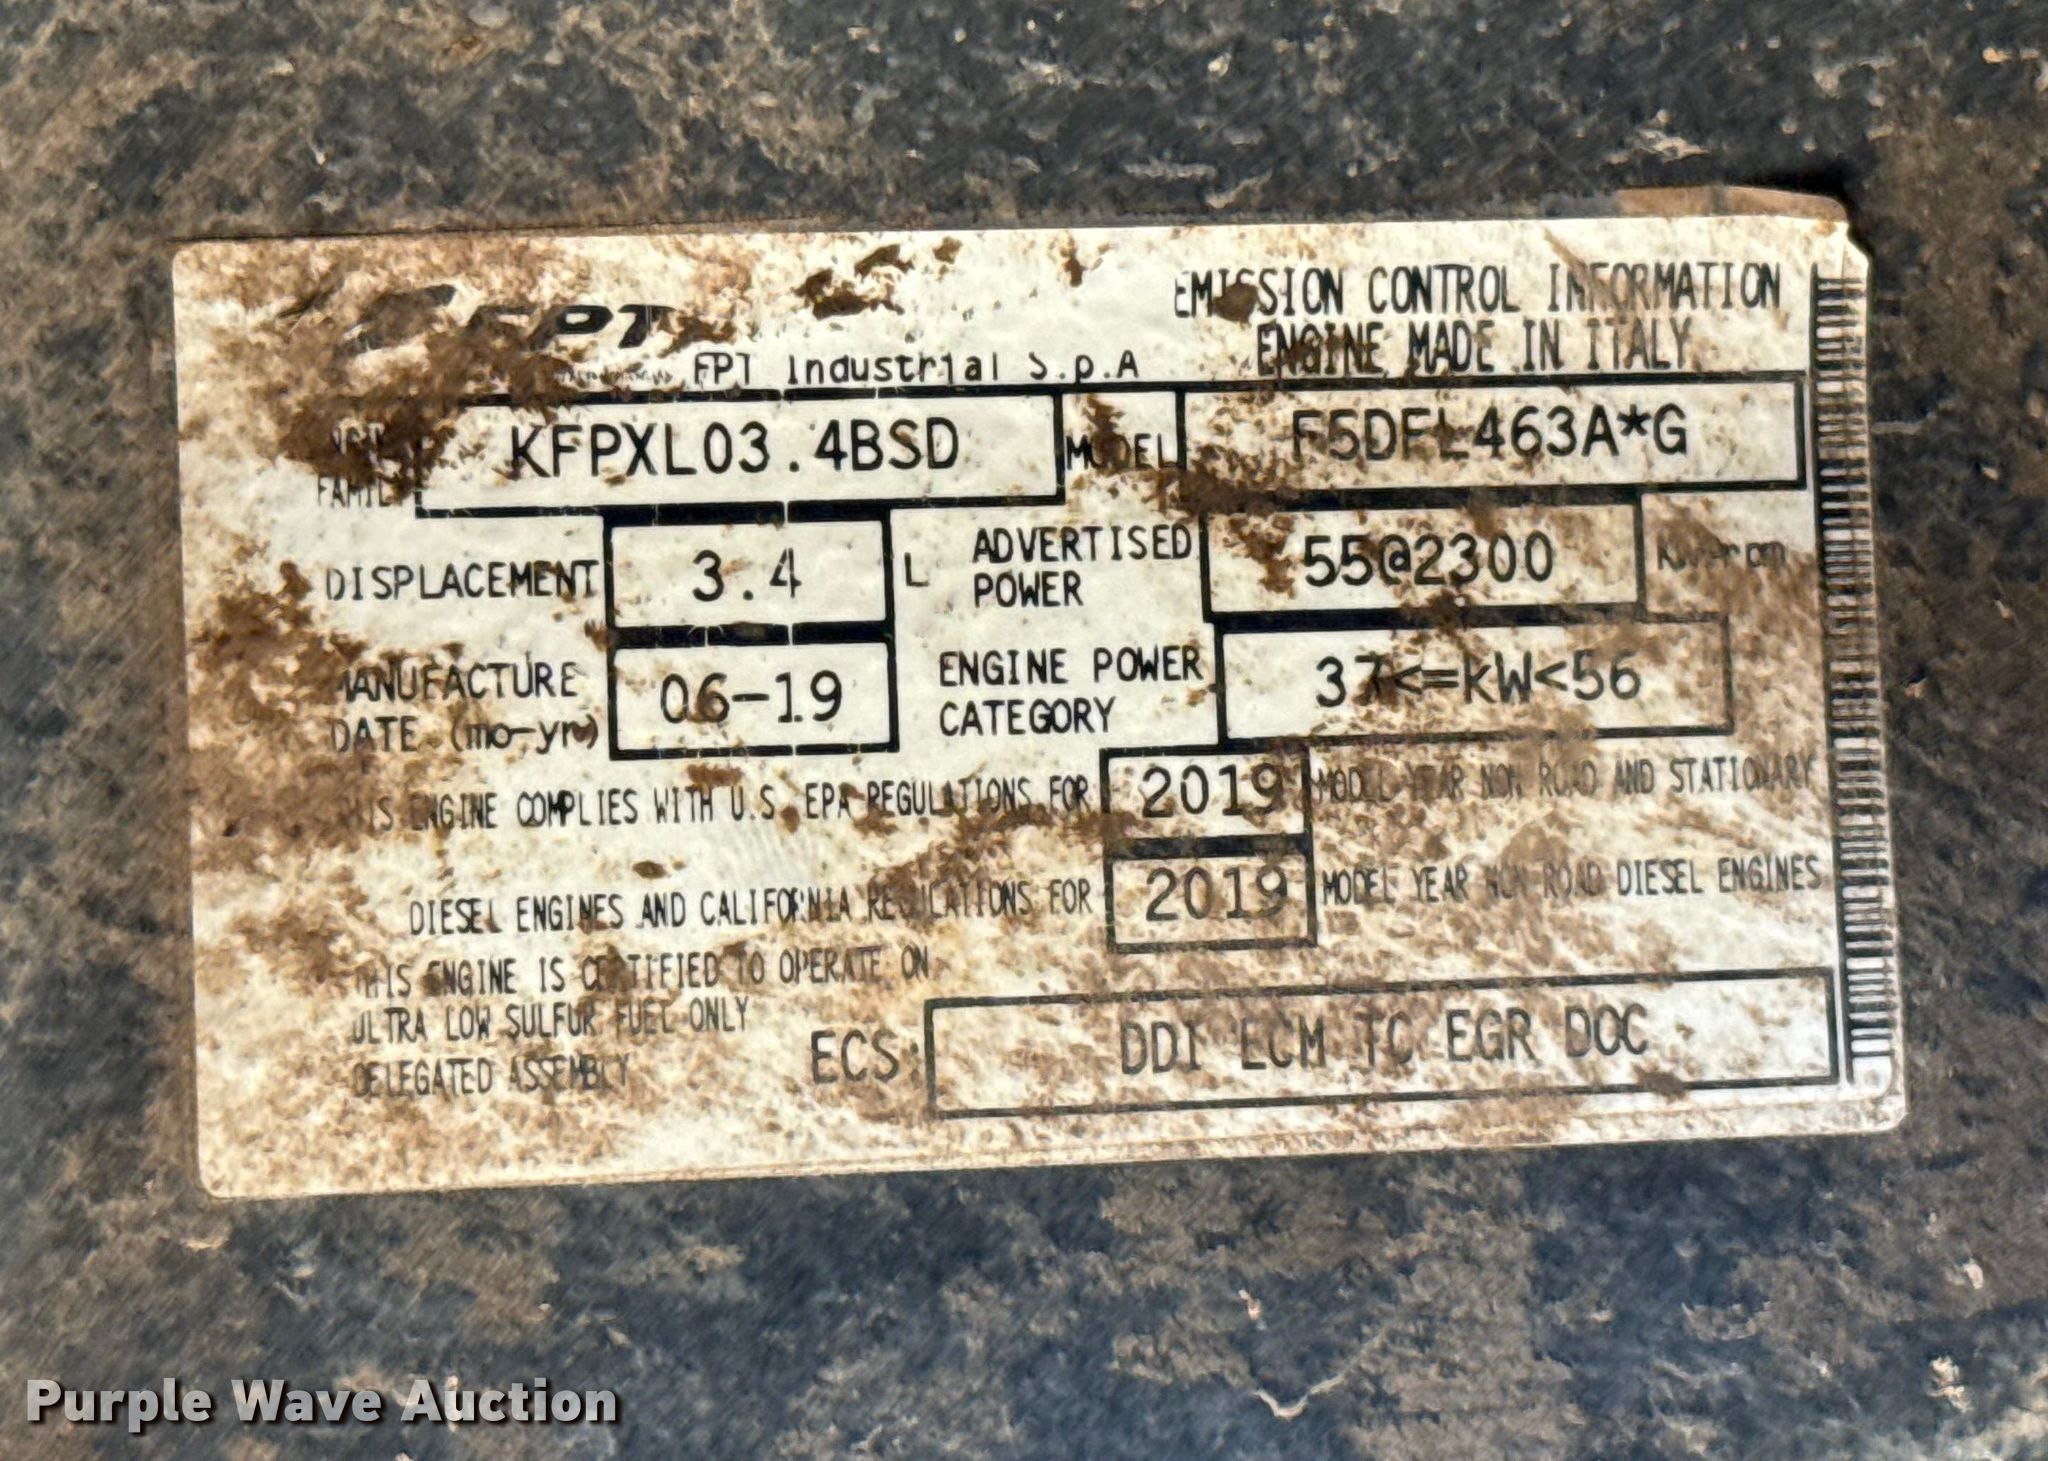 FPT
FPT Industrial S.p.A
EMISSION CONTROL INFORMATION
ENGINE MADE IN ITALY
FAMILY KFPXL03.4BSD MODEL F5DFL463A*G
DISPLACEMENT 3.4 L ADVERTISED POWER 55@2300
MANUFACTURE DATE (mo-yr) 06-19 ENGINE POWER CATEGORY 37<=kW<56
THIS ENGINE COMPLIES WITH U.S. EPA REGULATIONS FOR 2019 MODEL YEAR NON ROAD AND STATIONARY
DIESEL ENGINES AND CALIFORNIA REGULATIONS FOR 2019 MODEL YEAR NON ROAD DIESEL ENGINES
THIS ENGINE IS CERTIFIED TO OPERATE ON
ULTRA LOW SULFUR FUEL ONLY
DELEGATED ASSEMBLY
ECS: DDI ECM TC EGR DOC
Purple Wave Auction